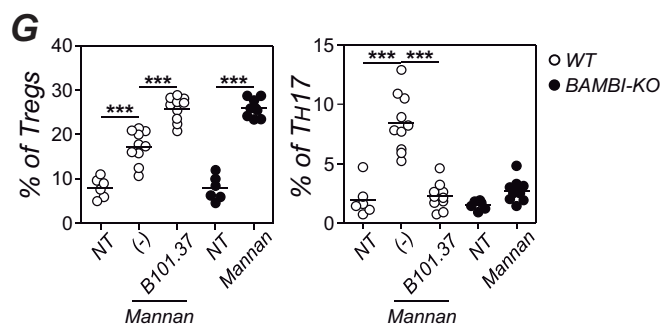 G
% of Tregs
40
30
20
10
0
*** *** ***
NT (-) B101.37 NT Mannan
Mannan
% of TH17
15
10
5
0
*** ***
NT (-) B101.37 NT Mannan
Mannan
WT
BAMBI-KO